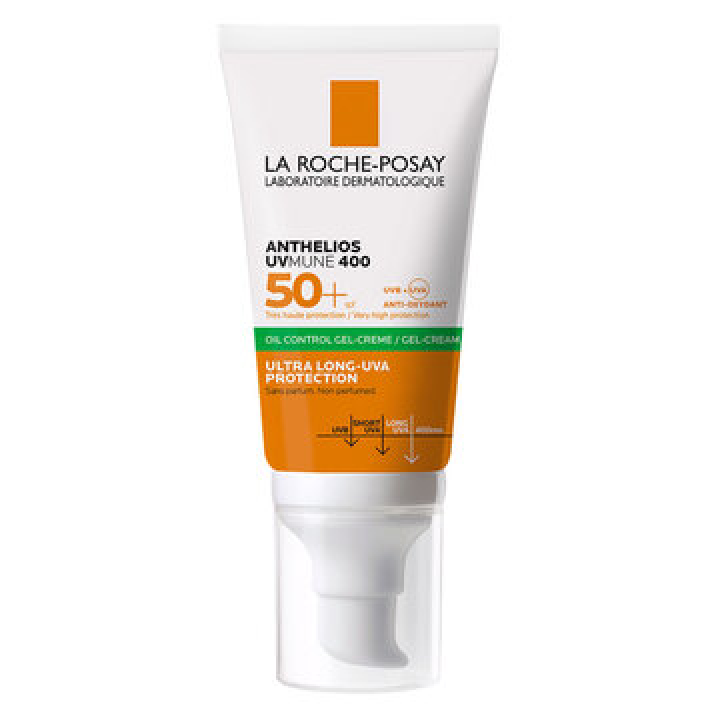 LA ROCHE-POSAY
LABORATOIRE DERMATOLOGIQUE
ANTHELIOS
UVMUNE 400
50+
UVB + UVA
ANTI-OXYDANT
Très haute protection / Very high protection
OIL CONTROL GEL-CREME / GEL-CREAM
ULTRA LONG-UVA
PROTECTION
Sans parfum. Non perfumed.
UVB
SHORT UVA
LONG UVA